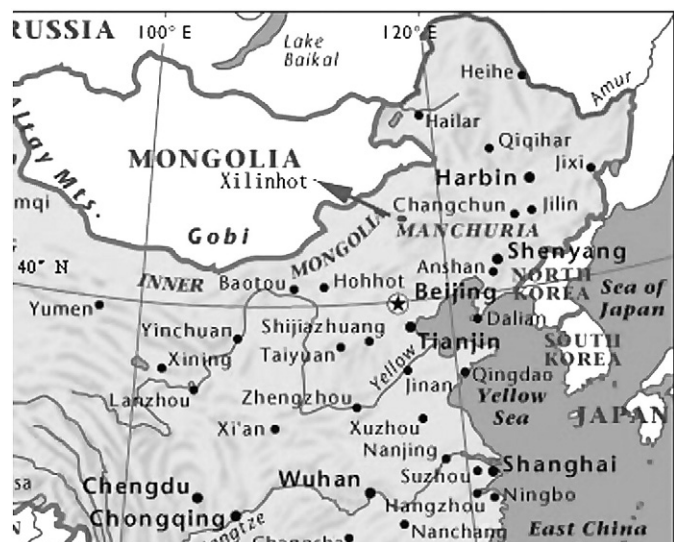 RUSSIA
100° E
120° E
Lake
Baikal
Heihe
Amur
Hailar
Altay Mts.
Qiqihar
MONGOLIA
Jixi
Xilinhot
Harbin
mqi
Changchun
Jilin
Gobi
MANCHURIA
Shenyang
40° N
INNER
MONGOLIA
Anshan
NORTH
KOREA
Baotou
Hohhot
Beijing
Sea of
Japan
Yumen
Dalian
Yinchuan
Shijiazhuang
Tianjin
SOUTH
KOREA
Xining
Taiyuan
Yellow
Jinan
Qingdao
Lanzhou
Zhengzhou
Yellow
Sea
JAPAN
Xi'an
Xuzhou
Nanjing
sa
Chengdu
Wuhan
Suzhou
Shanghai
Hangzhou
Ningbo
Chongqing
Nanchang
East China